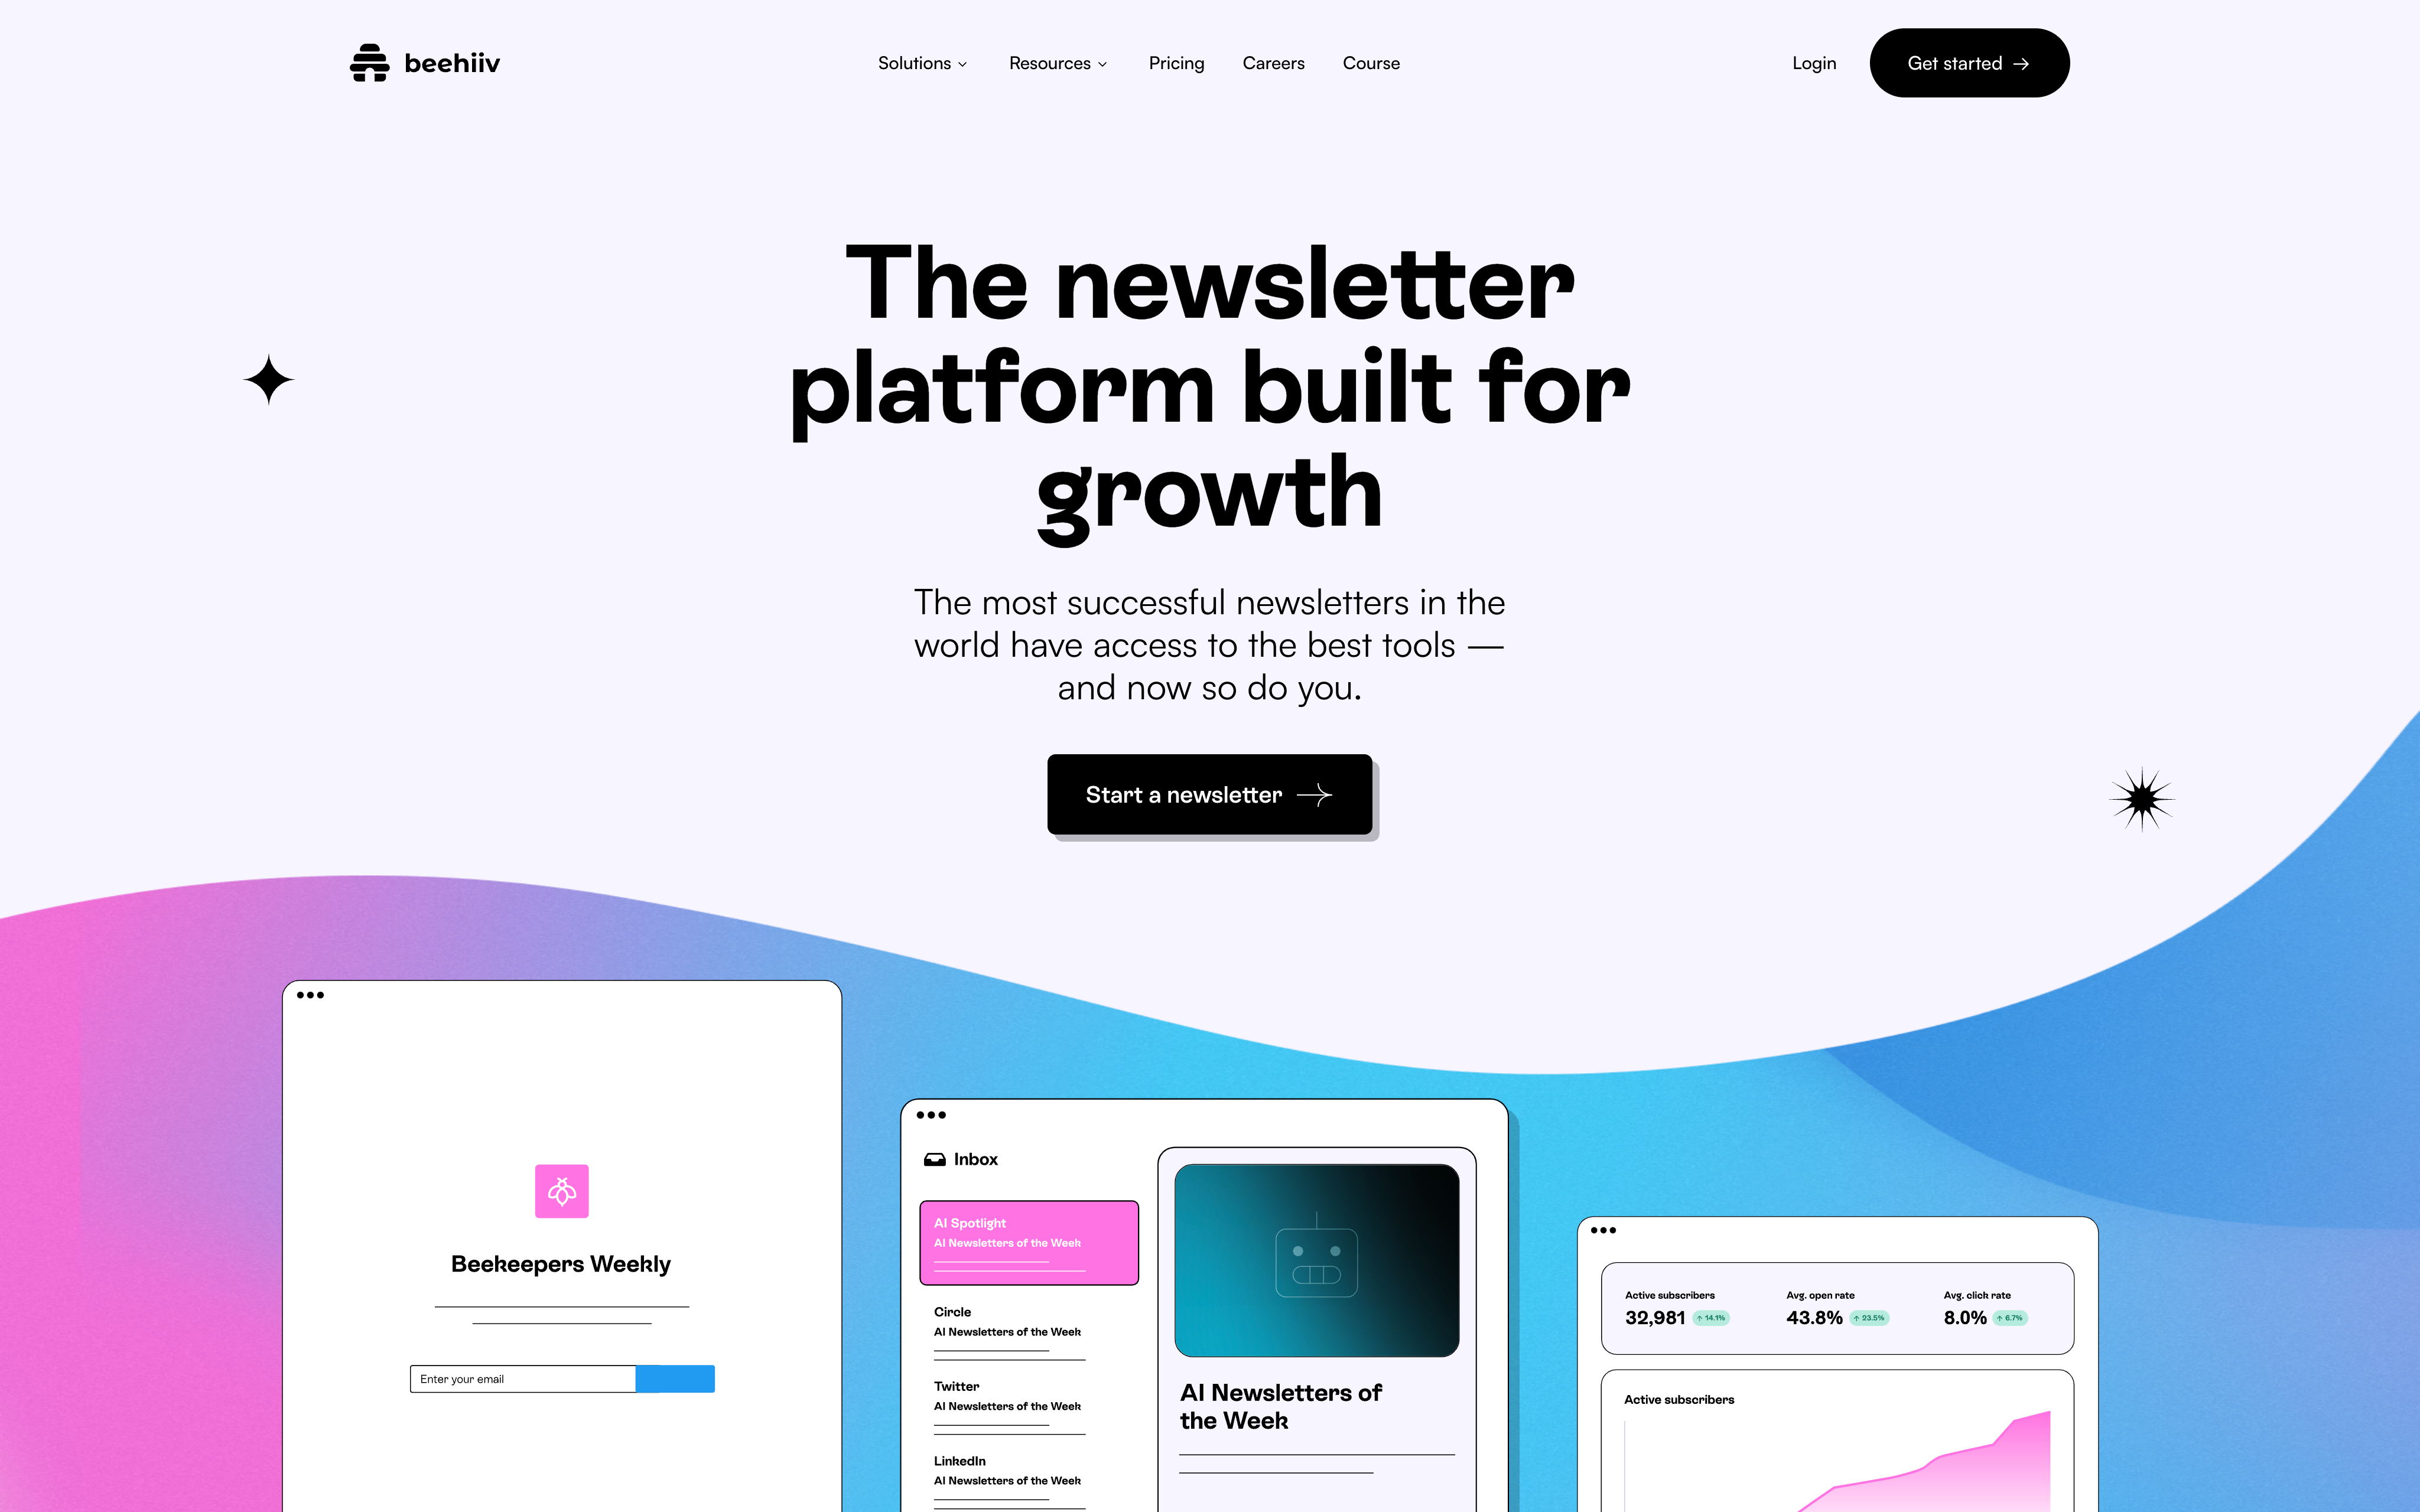 beehiiv
Solutions
Resources
Pricing
Careers
Course
Login
Get started
The newsletter
platform built for
growth
The most successful newsletters in the
world have access to the best tools —
and now so do you.
Start a newsletter
Beekeepers Weekly
Enter your email
Inbox
AI Spotlight
AI Newsletters of the Week
Circle
AI Newsletters of the Week
Twitter
AI Newsletters of the Week
LinkedIn
AI Newsletters of the Week
AI Newsletters of
the Week
Active subscribers
32,981 ↑ 14.1%
Avg. open rate
43.8% ↑ 23.5%
Avg. click rate
8.0% ↑ 6.7%
Active subscribers